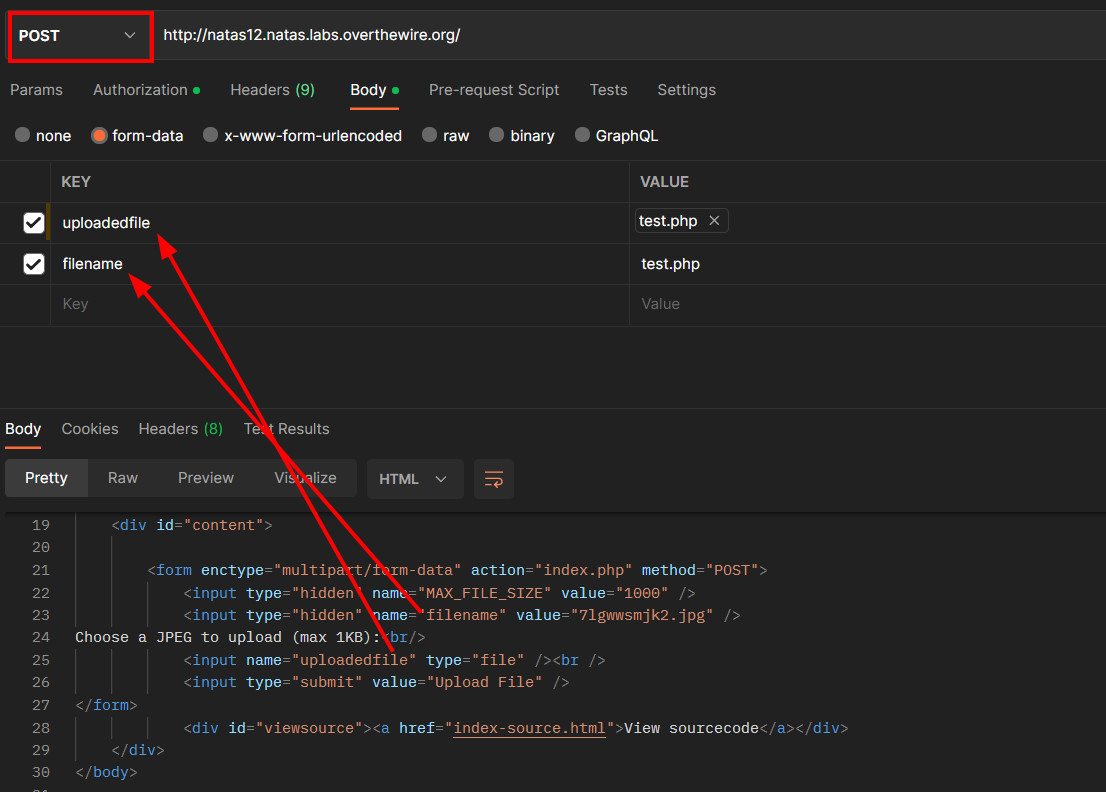 POST http://natas12.natas.labs.overthewire.org/
Params Authorization Headers (9) Body Pre-request Script Tests Settings
none form-data x-www-form-urlencoded raw binary GraphQL
KEY VALUE
uploadedfile test.php
filename test.php
Key Value
Body Cookies Headers (8) Test Results
Pretty Raw Preview Visualize HTML
19 <div id="content">
20
21 <form enctype="multipart/form-data" action="index.php" method="POST">
22 <input type="hidden" name="MAX_FILE_SIZE" value="1000" />
23 <input type="hidden" name="filename" value="7lgwwsmjk2.jpg" />
24 Choose a JPEG to upload (max 1KB):<br/>
25 <input name="uploadedfile" type="file" /><br />
26 <input type="submit" value="Upload File" />
27 </form>
28 <div id="viewsource"><a href="index-source.html">View sourcecode</a></div>
29 </div>
30 </body>